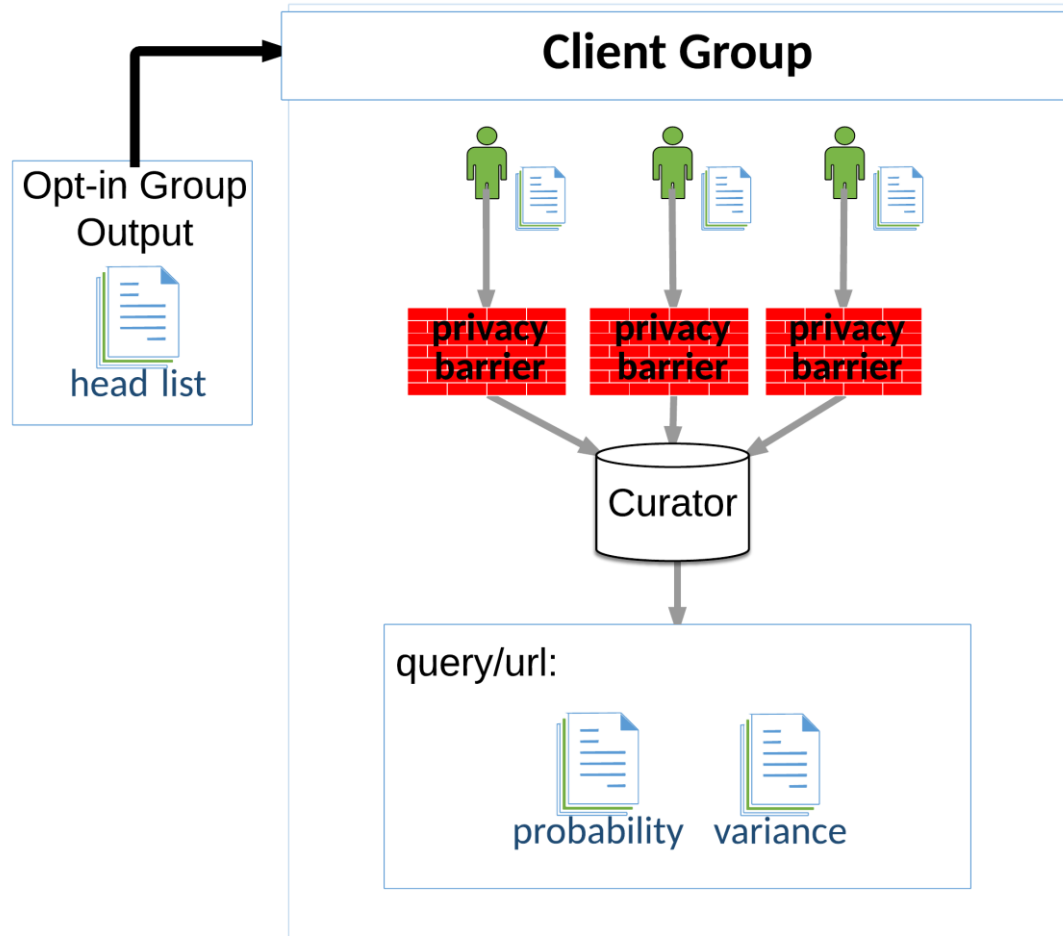 Client Group
Opt-in Group
Output
head list
privacy
barrier
privacy
barrier
privacy
barrier
Curator
query/url:
probability
variance